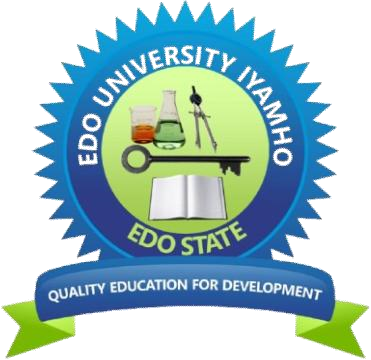 EDO UNIVERSITY IYAMHO
EDO STATE
QUALITY EDUCATION FOR DEVELOPMENT